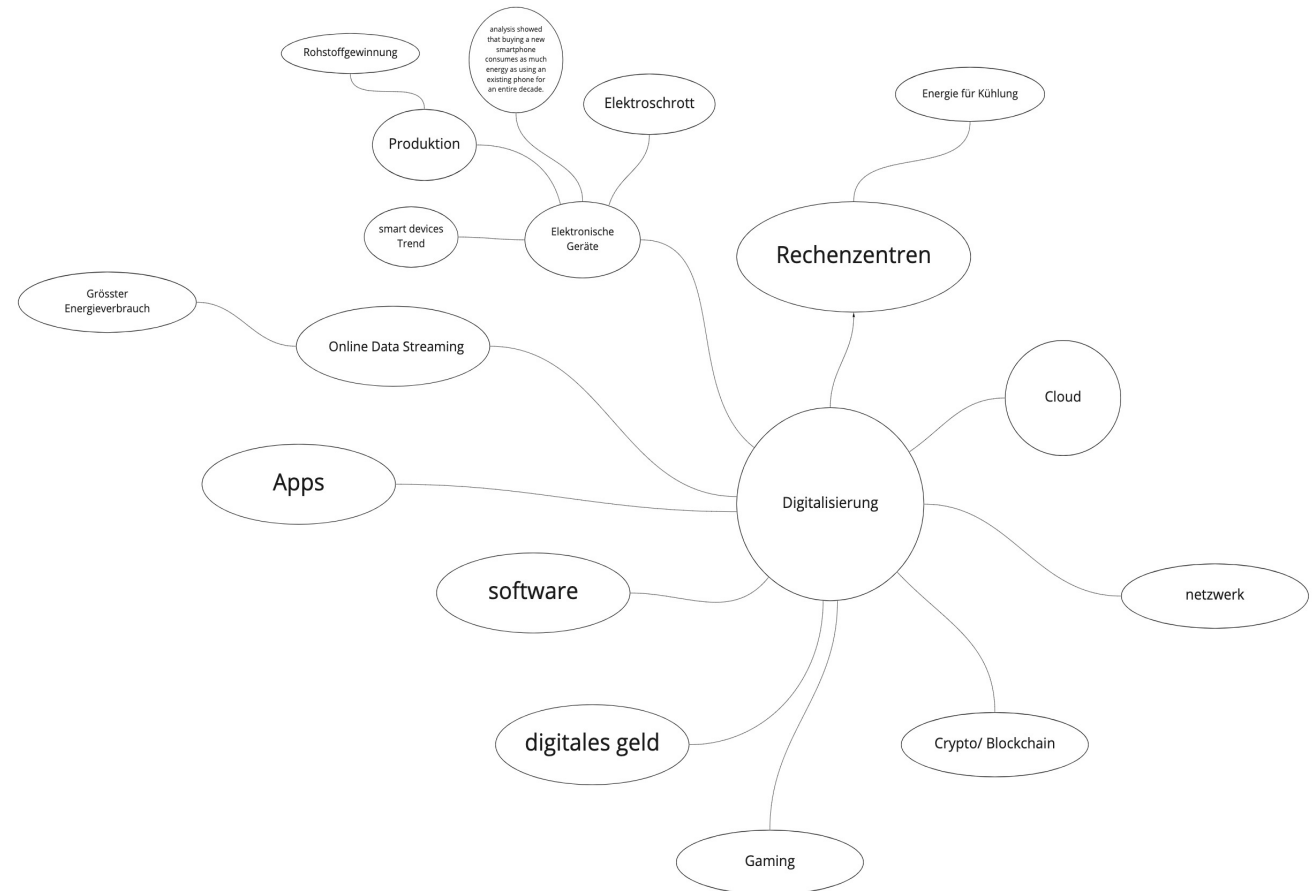 analysis showed
that buying a new
smartphone
consumes as much
energy as using an
existing phone for
an entire decade.
Rohstoffgewinnung
Elektroschrott
Energie für Kühlung
Produktion
smart devices
Trend
Elektronische
Geräte
Rechenzentren
Grösster
Energieverbrauch
Online Data Streaming
Cloud
Apps
Digitalisierung
software
netzwerk
digitales geld
Crypto/ Blockchain
Gaming